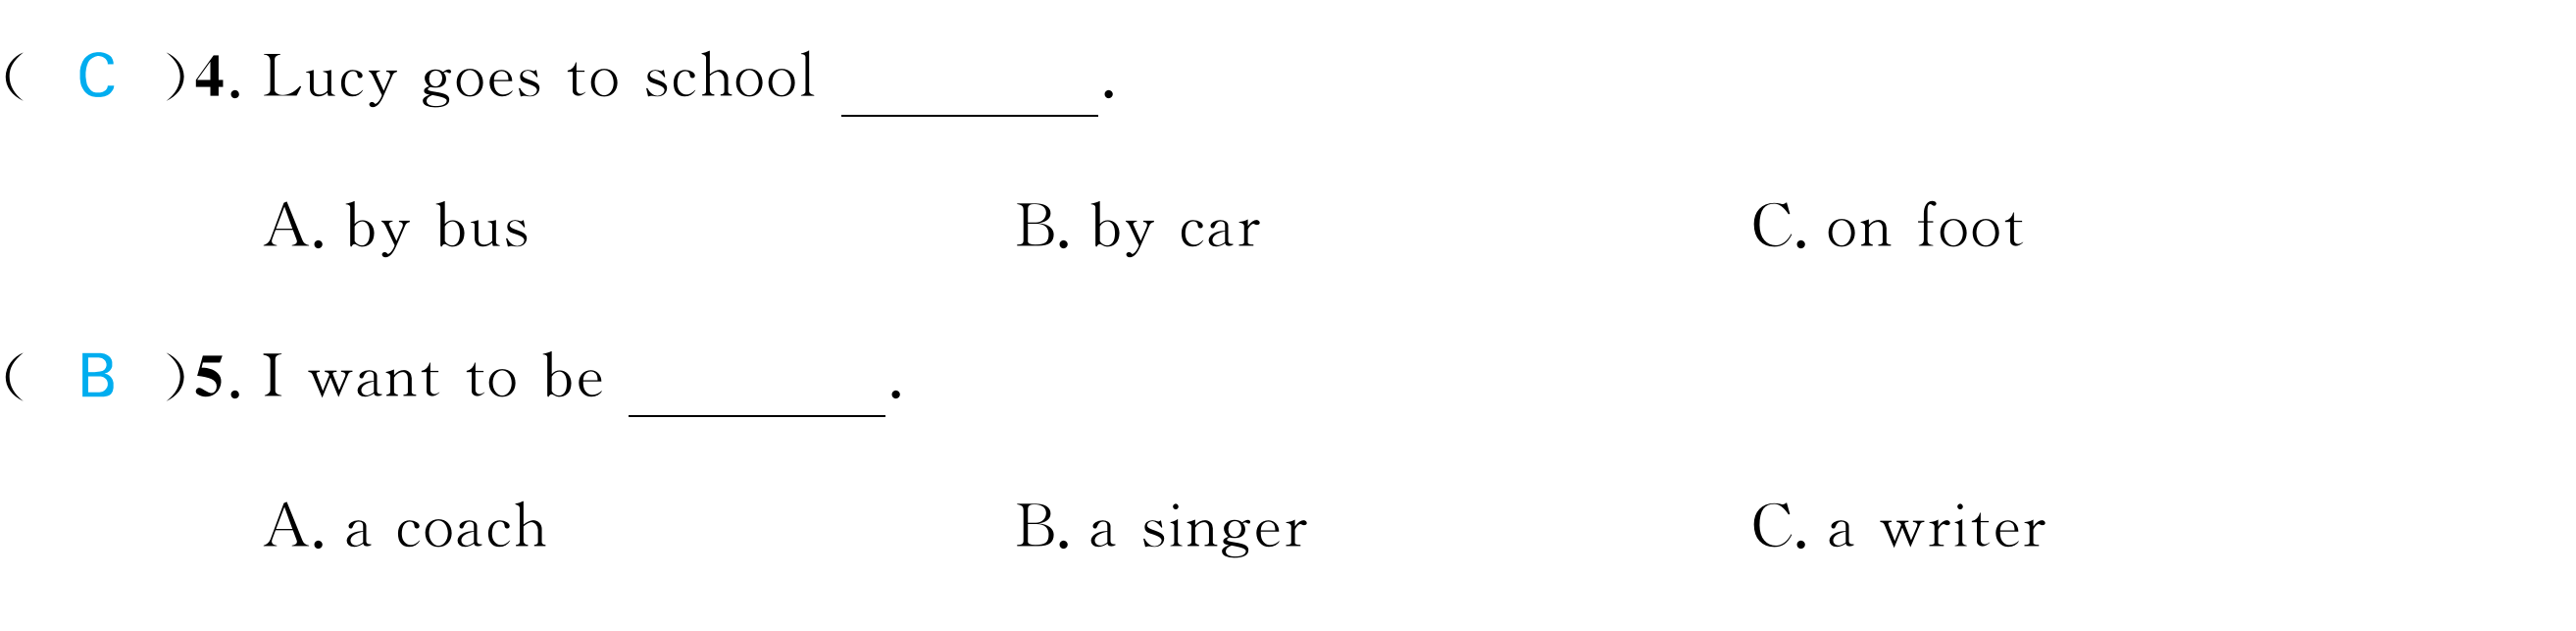 ( C )4. Lucy goes to school ________.
A. by bus B. by car C. on foot
( B )5. I want to be ________.
A. a coach B. a singer C. a writer